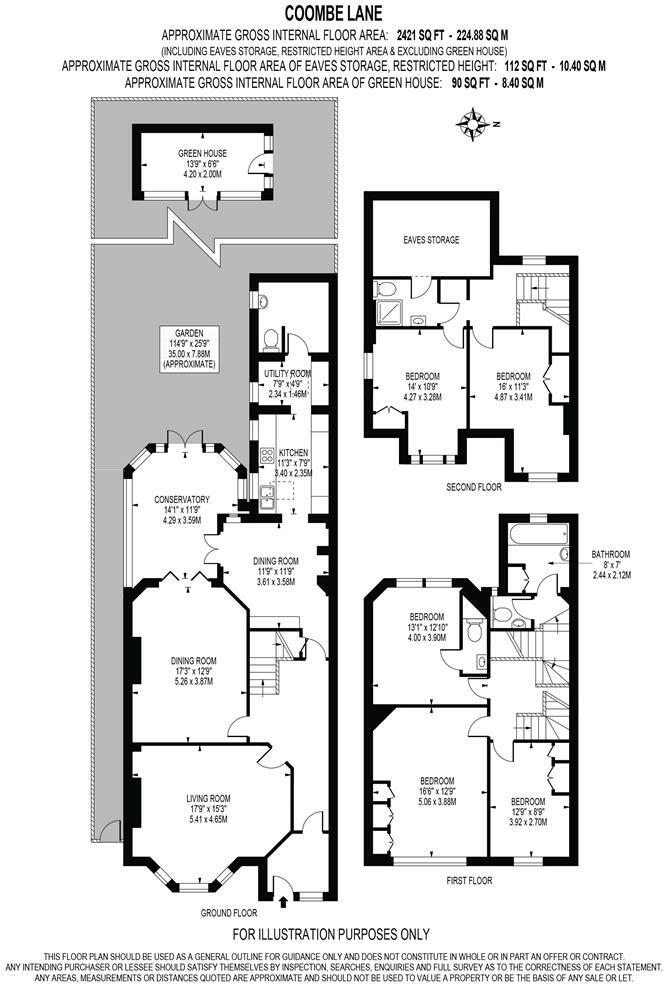 COOMBE LANE
APPROXIMATE GROSS INTERNAL FLOOR AREA: 2421 SQ FT - 224.88 SQ M
(INCLUDING EAVES STORAGE, RESTRICTED HEIGHT AREA & EXCLUDING GREEN HOUSE)
APPROXIMATE GROSS INTERNAL FLOOR AREA OF EAVES STORAGE, RESTRICTED HEIGHT: 112 SQ FT - 10.40 SQ M
APPROXIMATE GROSS INTERNAL FLOOR AREA OF GREEN HOUSE: 90 SQ FT - 8.40 SQ M
N
GREEN HOUSE
13'9" X 6'6"
4.20 X 2.00M
GARDEN
114'9" X 25'9"
35.00 X 7.88M
(APPROXIMATE)
UTILITY ROOM
7'9" X 4'9"
2.34 X 1.46M
KITCHEN
11'3" X 7'9"
3.40 X 2.35M
CONSERVATORY
14'1" X 11'9"
4.29 X 3.59M
DINING ROOM
11'9" X 11'9"
3.61 X 3.58M
DINING ROOM
17'3" X 12'9"
5.26 X 3.87M
LIVING ROOM
17'9" X 15'3"
5.41 X 4.65M
GROUND FLOOR
EAVES STORAGE
BEDROOM
14' X 10'9"
4.27 X 3.28M
BEDROOM
16' X 11'3"
4.87 X 3.41M
SECOND FLOOR
BATHROOM
8' X 7'
2.44 X 2.12M
BEDROOM
13'1" X 12'10"
4.00 X 3.90M
BEDROOM
16'6" X 12'9"
5.06 X 3.88M
BEDROOM
12'9" X 8'9"
3.92 X 2.70M
FIRST FLOOR
FOR ILLUSTRATION PURPOSES ONLY
THIS FLOOR PLAN SHOULD BE USED AS A GENERAL OUTLINE FOR GUIDANCE ONLY AND DOES NOT CONSTITUTE IN WHOLE OR IN PART AN OFFER OR CONTRACT.
ANY INTENDING PURCHASER OR LESSEE SHOULD SATISFY THEMSELVES BY INSPECTION, SEARCHES, ENQUIRIES AND FULL SURVEY AS TO THE CORRECTNESS OF EACH STATEMENT.
ANY AREAS, MEASUREMENTS OR DISTANCES QUOTED ARE APPROXIMATE AND SHOULD NOT BE USED TO VALUE A PROPERTY OR BE THE BASIS OF ANY SALE OR LET.